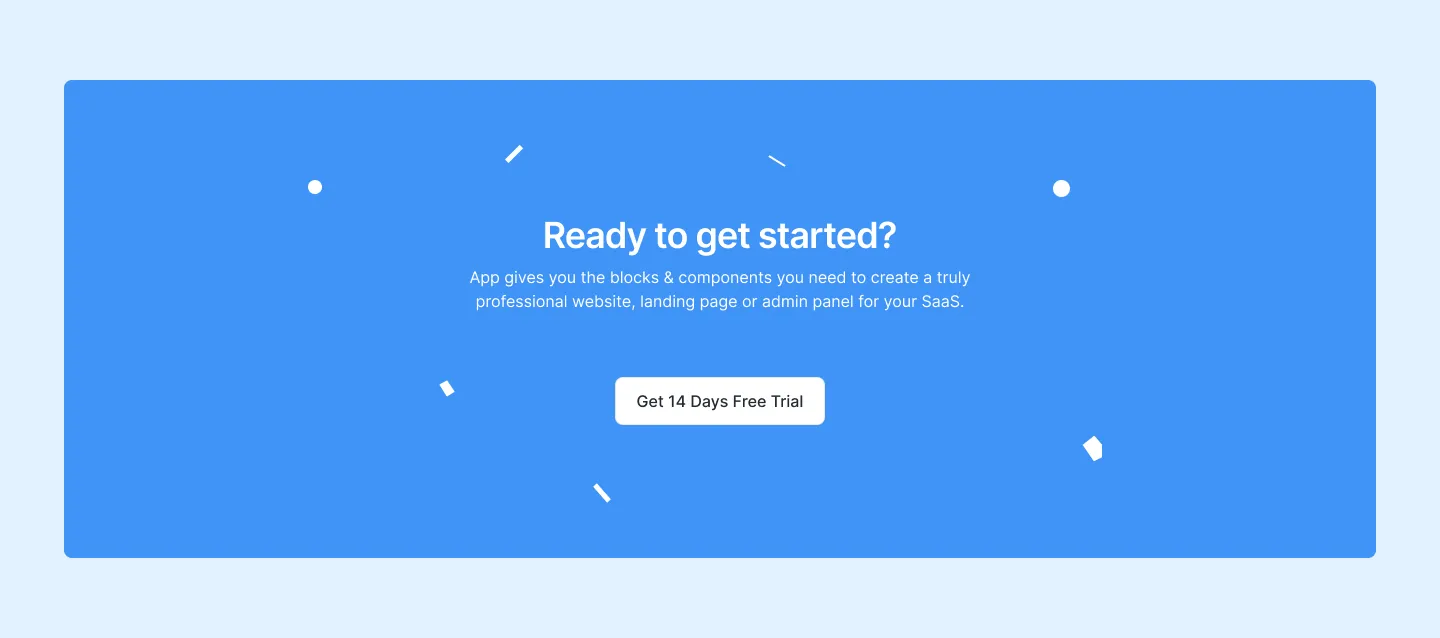 Ready to get started?
App gives you the blocks & components you need to create a truly
professional website, landing page or admin panel for your SaaS.
Get 14 Days Free Trial